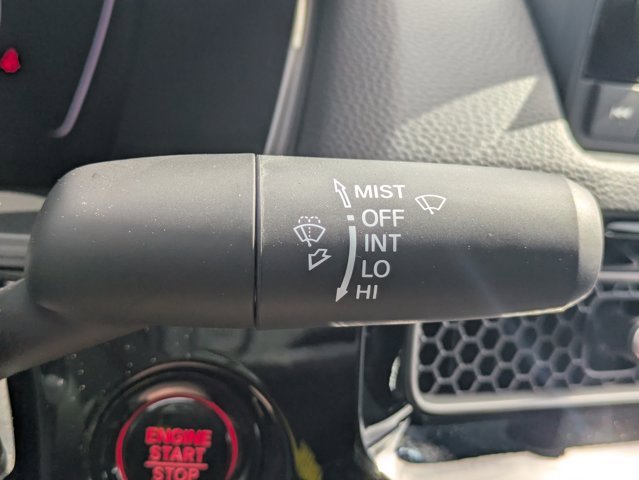 MIST
OFF
INT
LO
HI
ENGINE
START
STOP